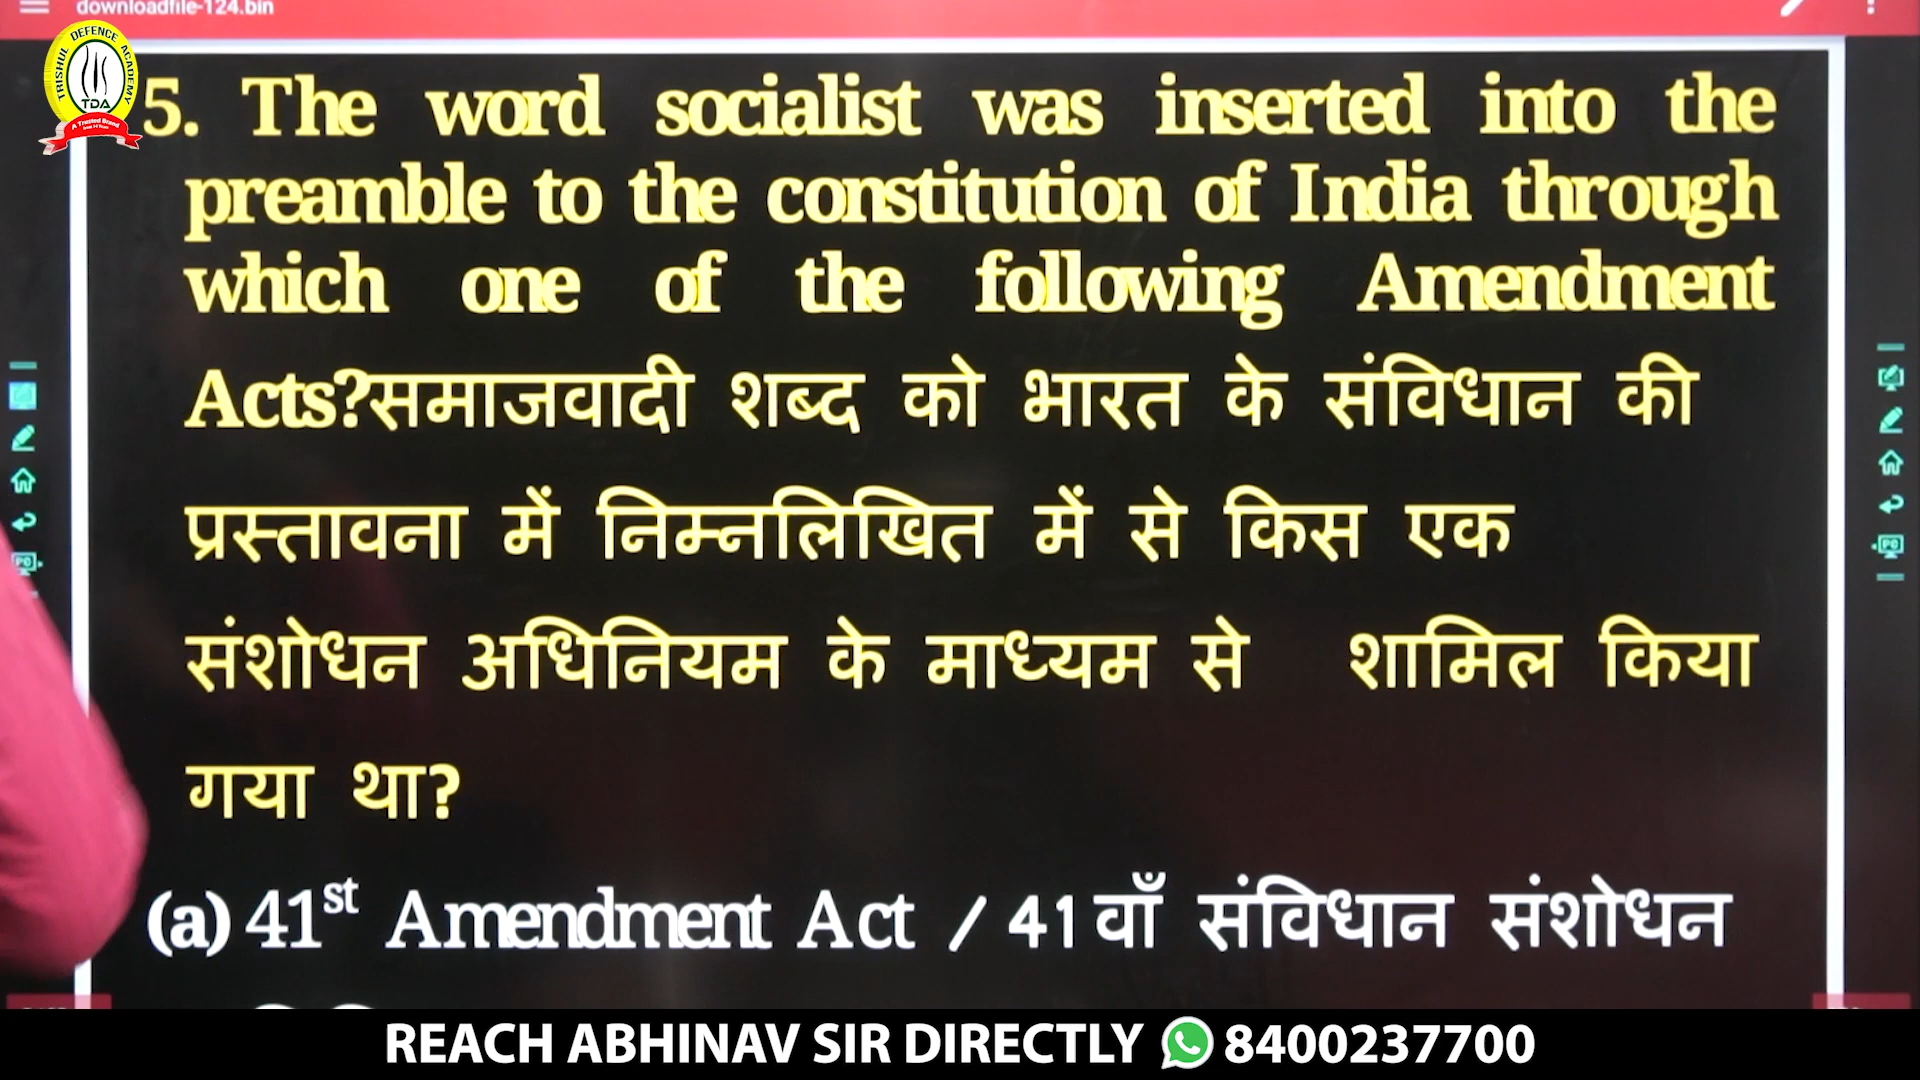 downloadfile-124.bin
TRISHUL DEFENCE ACADEMY
TDA
A Trusted Brand
5. The word socialist was inserted into the
preamble to the constitution of India through
which one of the following Amendment
Acts?समाजवादी शब्द को भारत के संविधान की
प्रस्तावना में निम्नलिखित में से किस एक
संशोधन अधिनियम के माध्यम से शामिल किया
गया था?
(a) 41st Amendment Act / 41वाँ संविधान संशोधन
PC
PC
REACH ABHINAV SIR DIRECTLY 8400237700